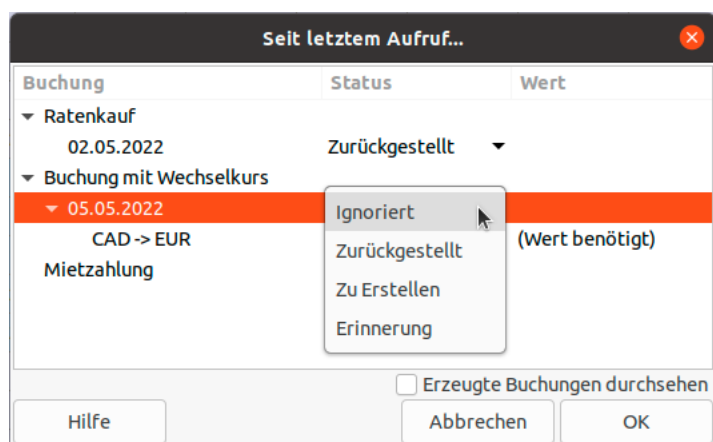 Seit letztem Aufruf...
Buchung Status Wert
Ratenkauf
02.05.2022 Zurückgestellt
Buchung mit Wechselkurs
05.05.2022 Ignoriert
CAD -> EUR (Wert benötigt)
Zurückgestellt
Mietzahlung
Zu Erstellen
Erinnerung
Erzeugte Buchungen durchsehen
Hilfe Abbrechen OK